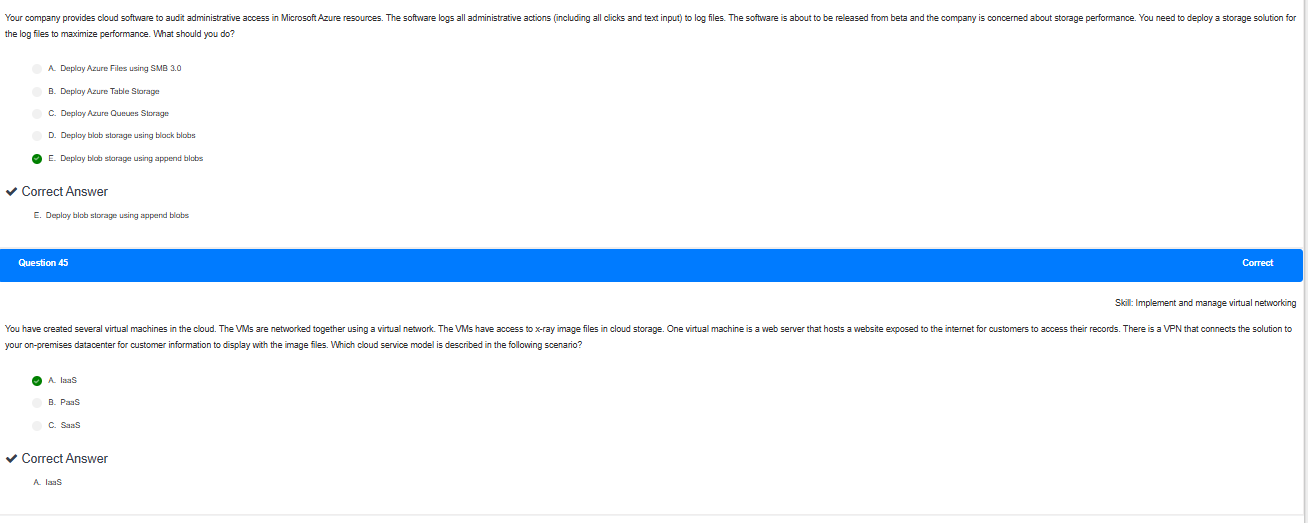 Your company provides cloud software to audit administrative access in Microsoft Azure resources. The software logs all administrative actions (including all clicks and text input) to log files. The software is about to be released from beta and the company is concerned about storage performance. You need to deploy a storage solution for
the log files to maximize performance. What should you do?
A. Deploy Azure Files using SMB 3.0
B. Deploy Azure Table Storage
C. Deploy Azure Queues Storage
D. Deploy blob storage using block blobs
E. Deploy blob storage using append blobs
Correct Answer
E. Deploy blob storage using append blobs
Question 45 Correct
Skill: Implement and manage virtual networking
You have created several virtual machines in the cloud. The VMs are networked together using a virtual network. The VMs have access to x-ray image files in cloud storage. One virtual machine is a web server that hosts a website exposed to the internet for customers to access their records. There is a VPN that connects the solution to
your on-premises datacenter for customer information to display with the image files. Which cloud service model is described in the following scenario?
A. IaaS
B. PaaS
C. SaaS
Correct Answer
A. IaaS